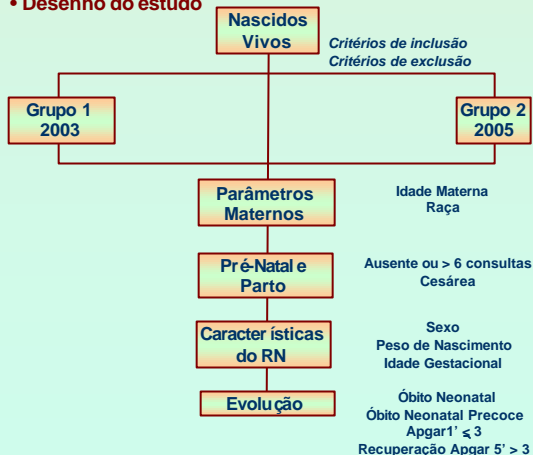 • Desenho do estudo
Nascidos
Vivos
Critérios de inclusão
Critérios de exclusão
Grupo 1
2003
Grupo 2
2005
Parâmetros
Maternos
Idade Materna
Raça
Pré-Natal e
Parto
Ausente ou > 6 consultas
Cesárea
Caracter ísticas
do RN
Sexo
Peso de Nascimento
Idade Gestacional
Evolução
Óbito Neonatal
Óbito Neonatal Precoce
Apgar1' ≤ 3
Recuperação Apgar 5' > 3